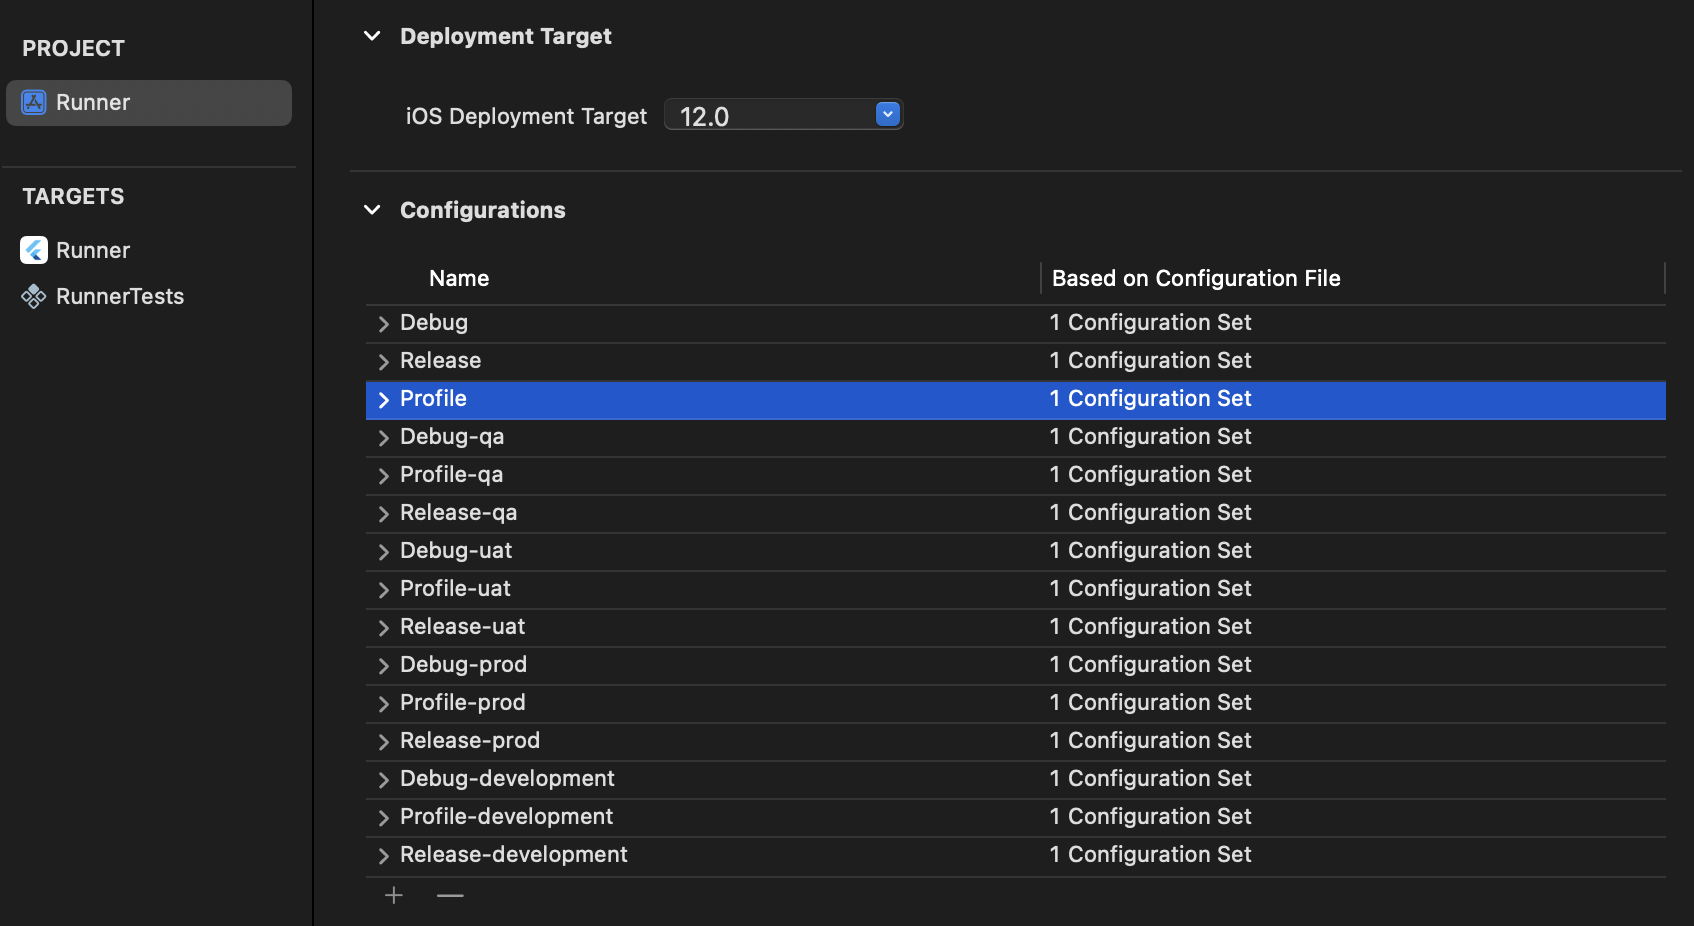 PROJECT
Runner
TARGETS
Runner
RunnerTests
Deployment Target
iOS Deployment Target 12.0
Configurations
Name Based on Configuration File
Debug 1 Configuration Set
Release 1 Configuration Set
Profile 1 Configuration Set
Debug-qa 1 Configuration Set
Profile-qa 1 Configuration Set
Release-qa 1 Configuration Set
Debug-uat 1 Configuration Set
Profile-uat 1 Configuration Set
Release-uat 1 Configuration Set
Debug-prod 1 Configuration Set
Profile-prod 1 Configuration Set
Release-prod 1 Configuration Set
Debug-development 1 Configuration Set
Profile-development 1 Configuration Set
Release-development 1 Configuration Set